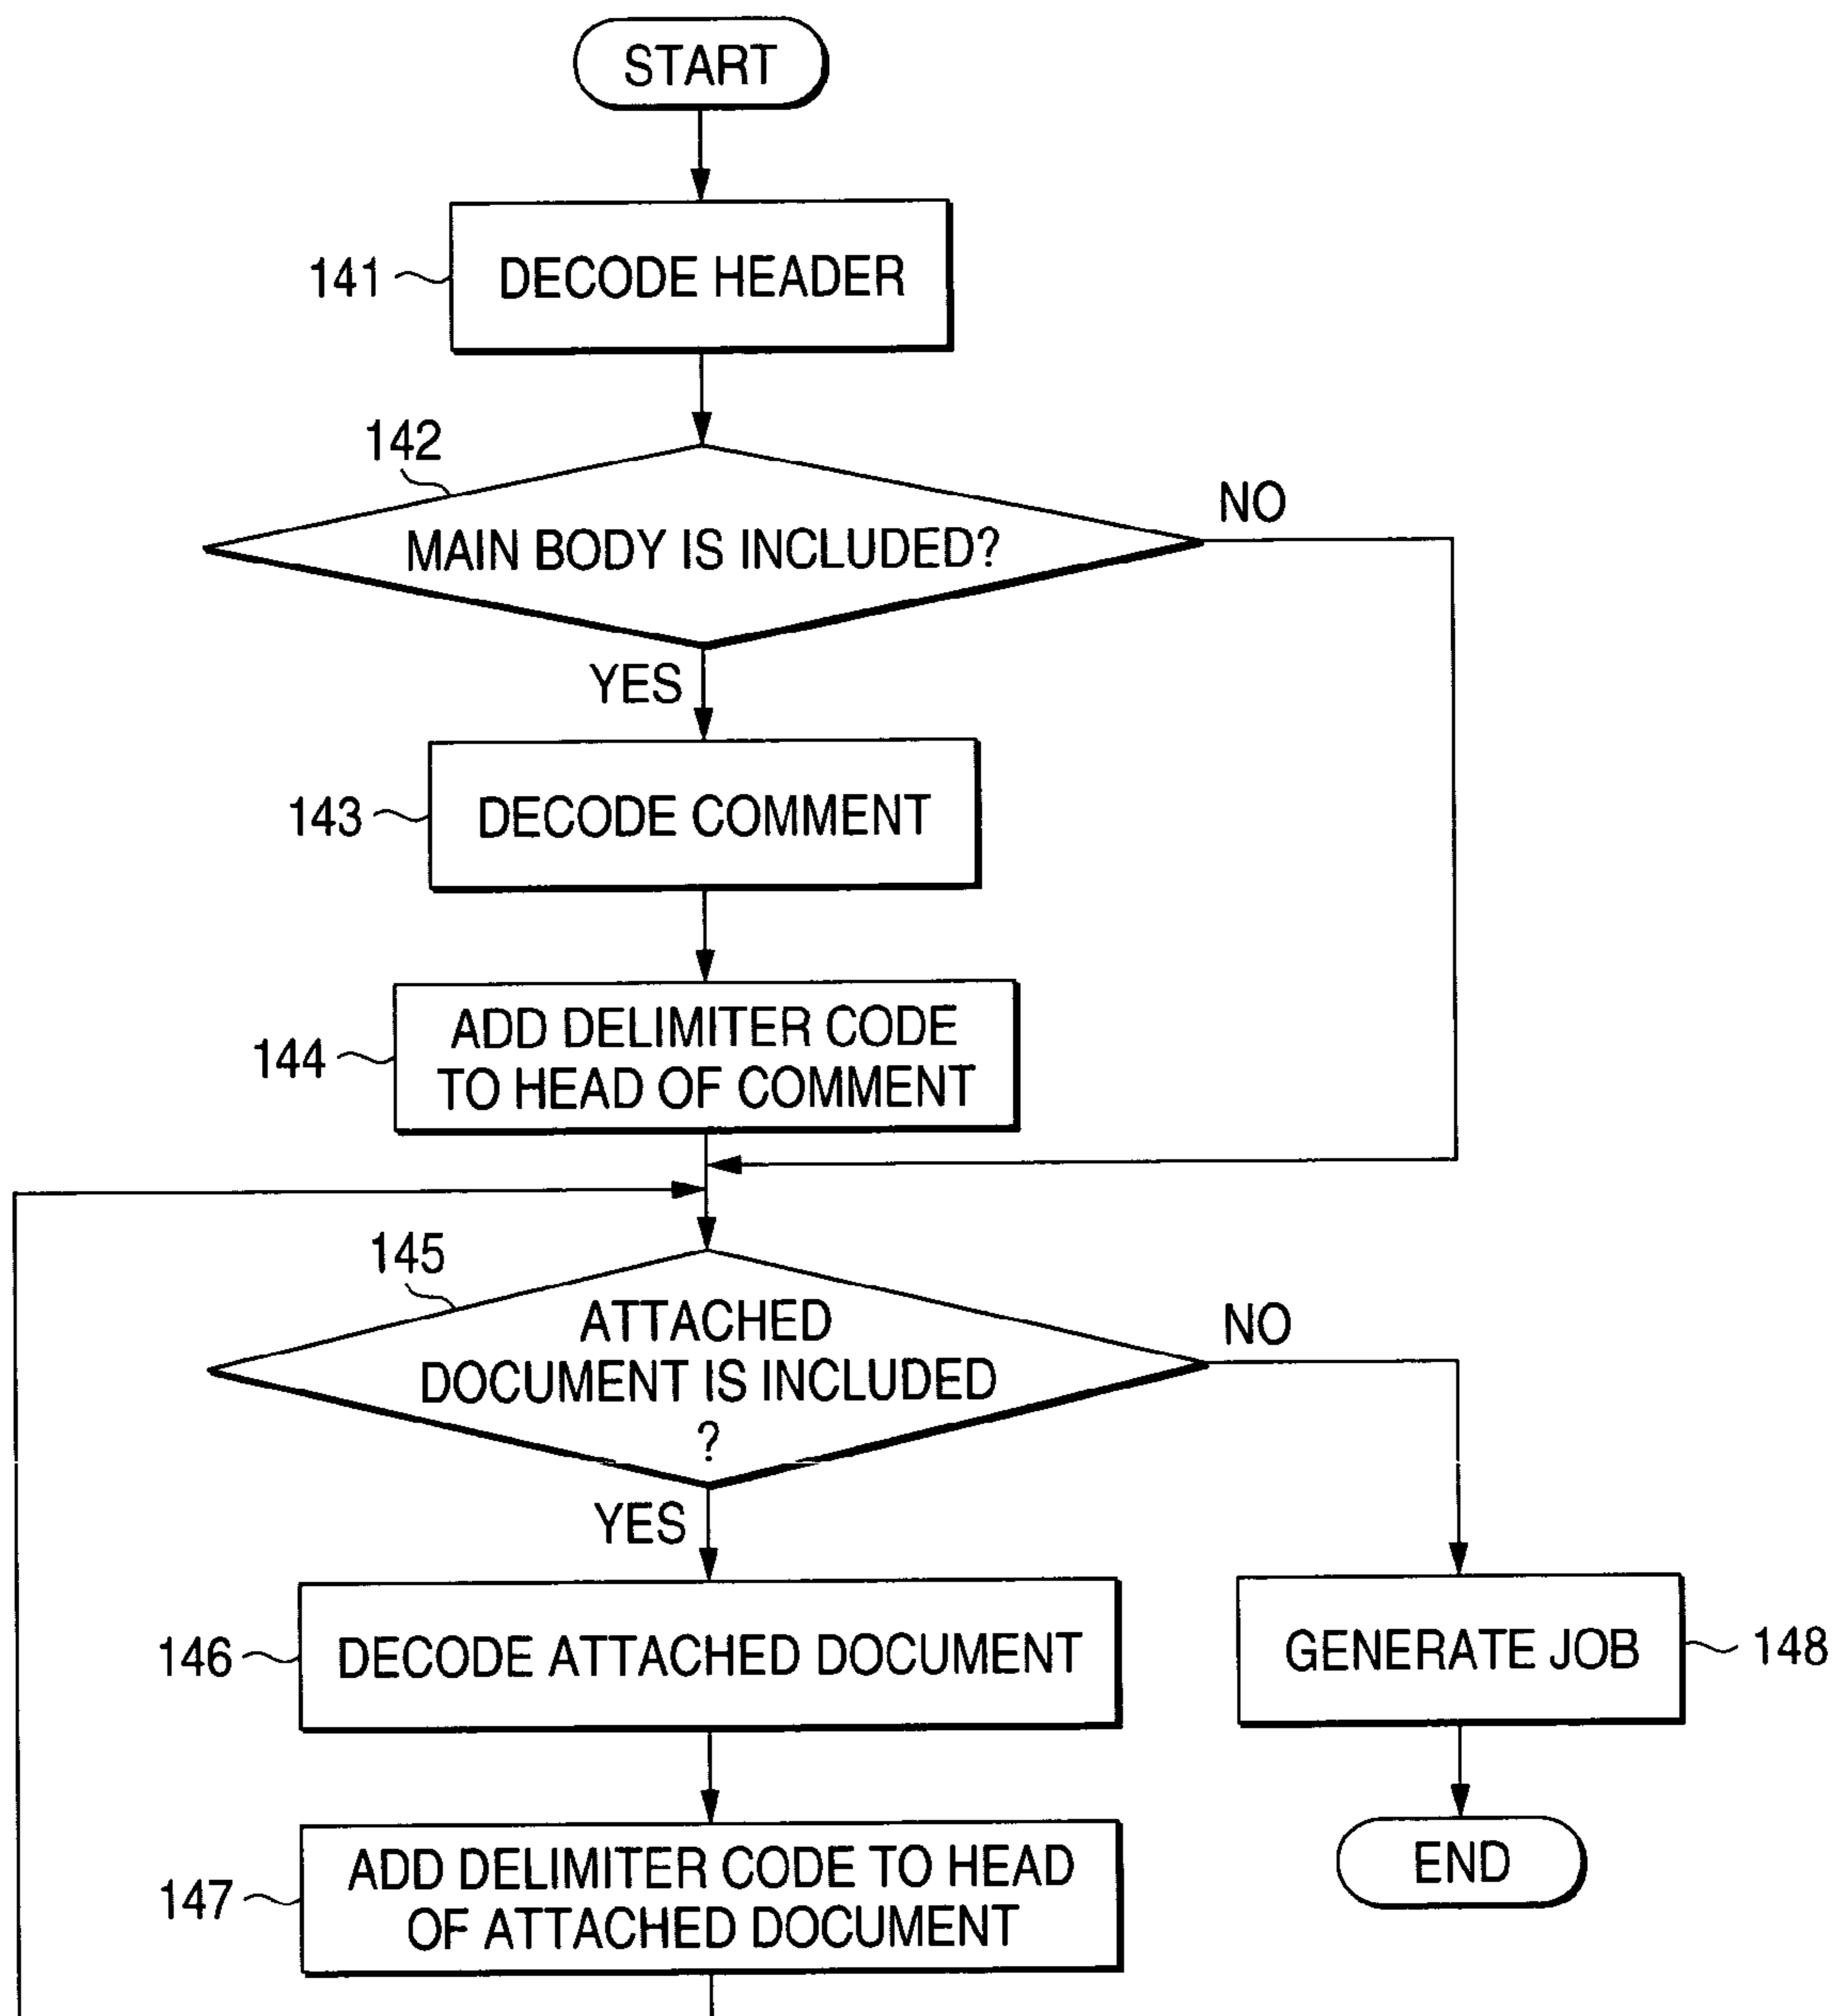 START
141
DECODE HEADER
142
NO
MAIN BODY IS INCLUDED?
YES
143
DECODE COMMENT
144
ADD DELIMITER CODE
TO HEAD OF COMMENT
145
ATTACHED
DOCUMENT IS INCLUDED
?
NO
YES
146
DECODE ATTACHED DOCUMENT
GENERATE JOB
148
147
ADD DELIMITER CODE TO HEAD
OF ATTACHED DOCUMENT
END